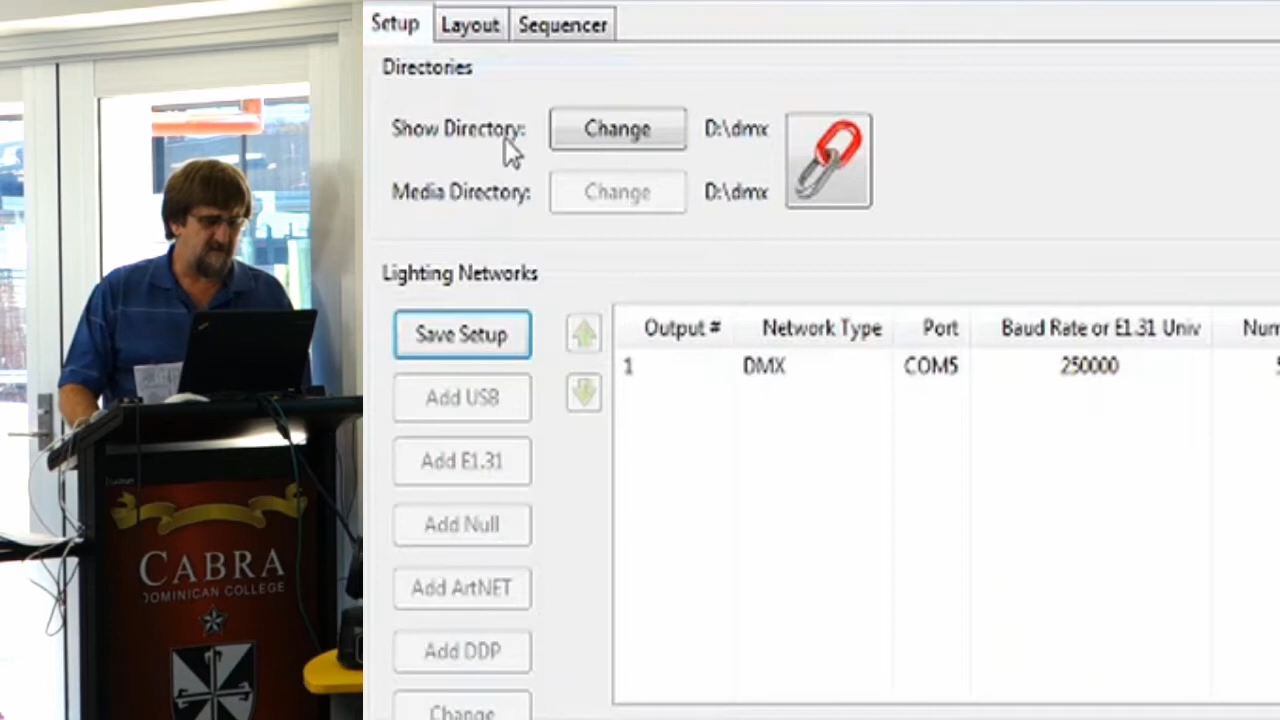 Setup
Layout
Sequencer
Directories
Show Directory:
Change
D:\dmx
Media Directory:
Change
D:\dmx
Lighting Networks
Save Setup
Add USB
Add E1.31
Add Null
Add ArtNET
Add DDP
Change
Output #
Network Type
Port
Baud Rate or E1.31 Univ
1
DMX
COM5
250000
CABRA
DOMINICAN COLLEGE